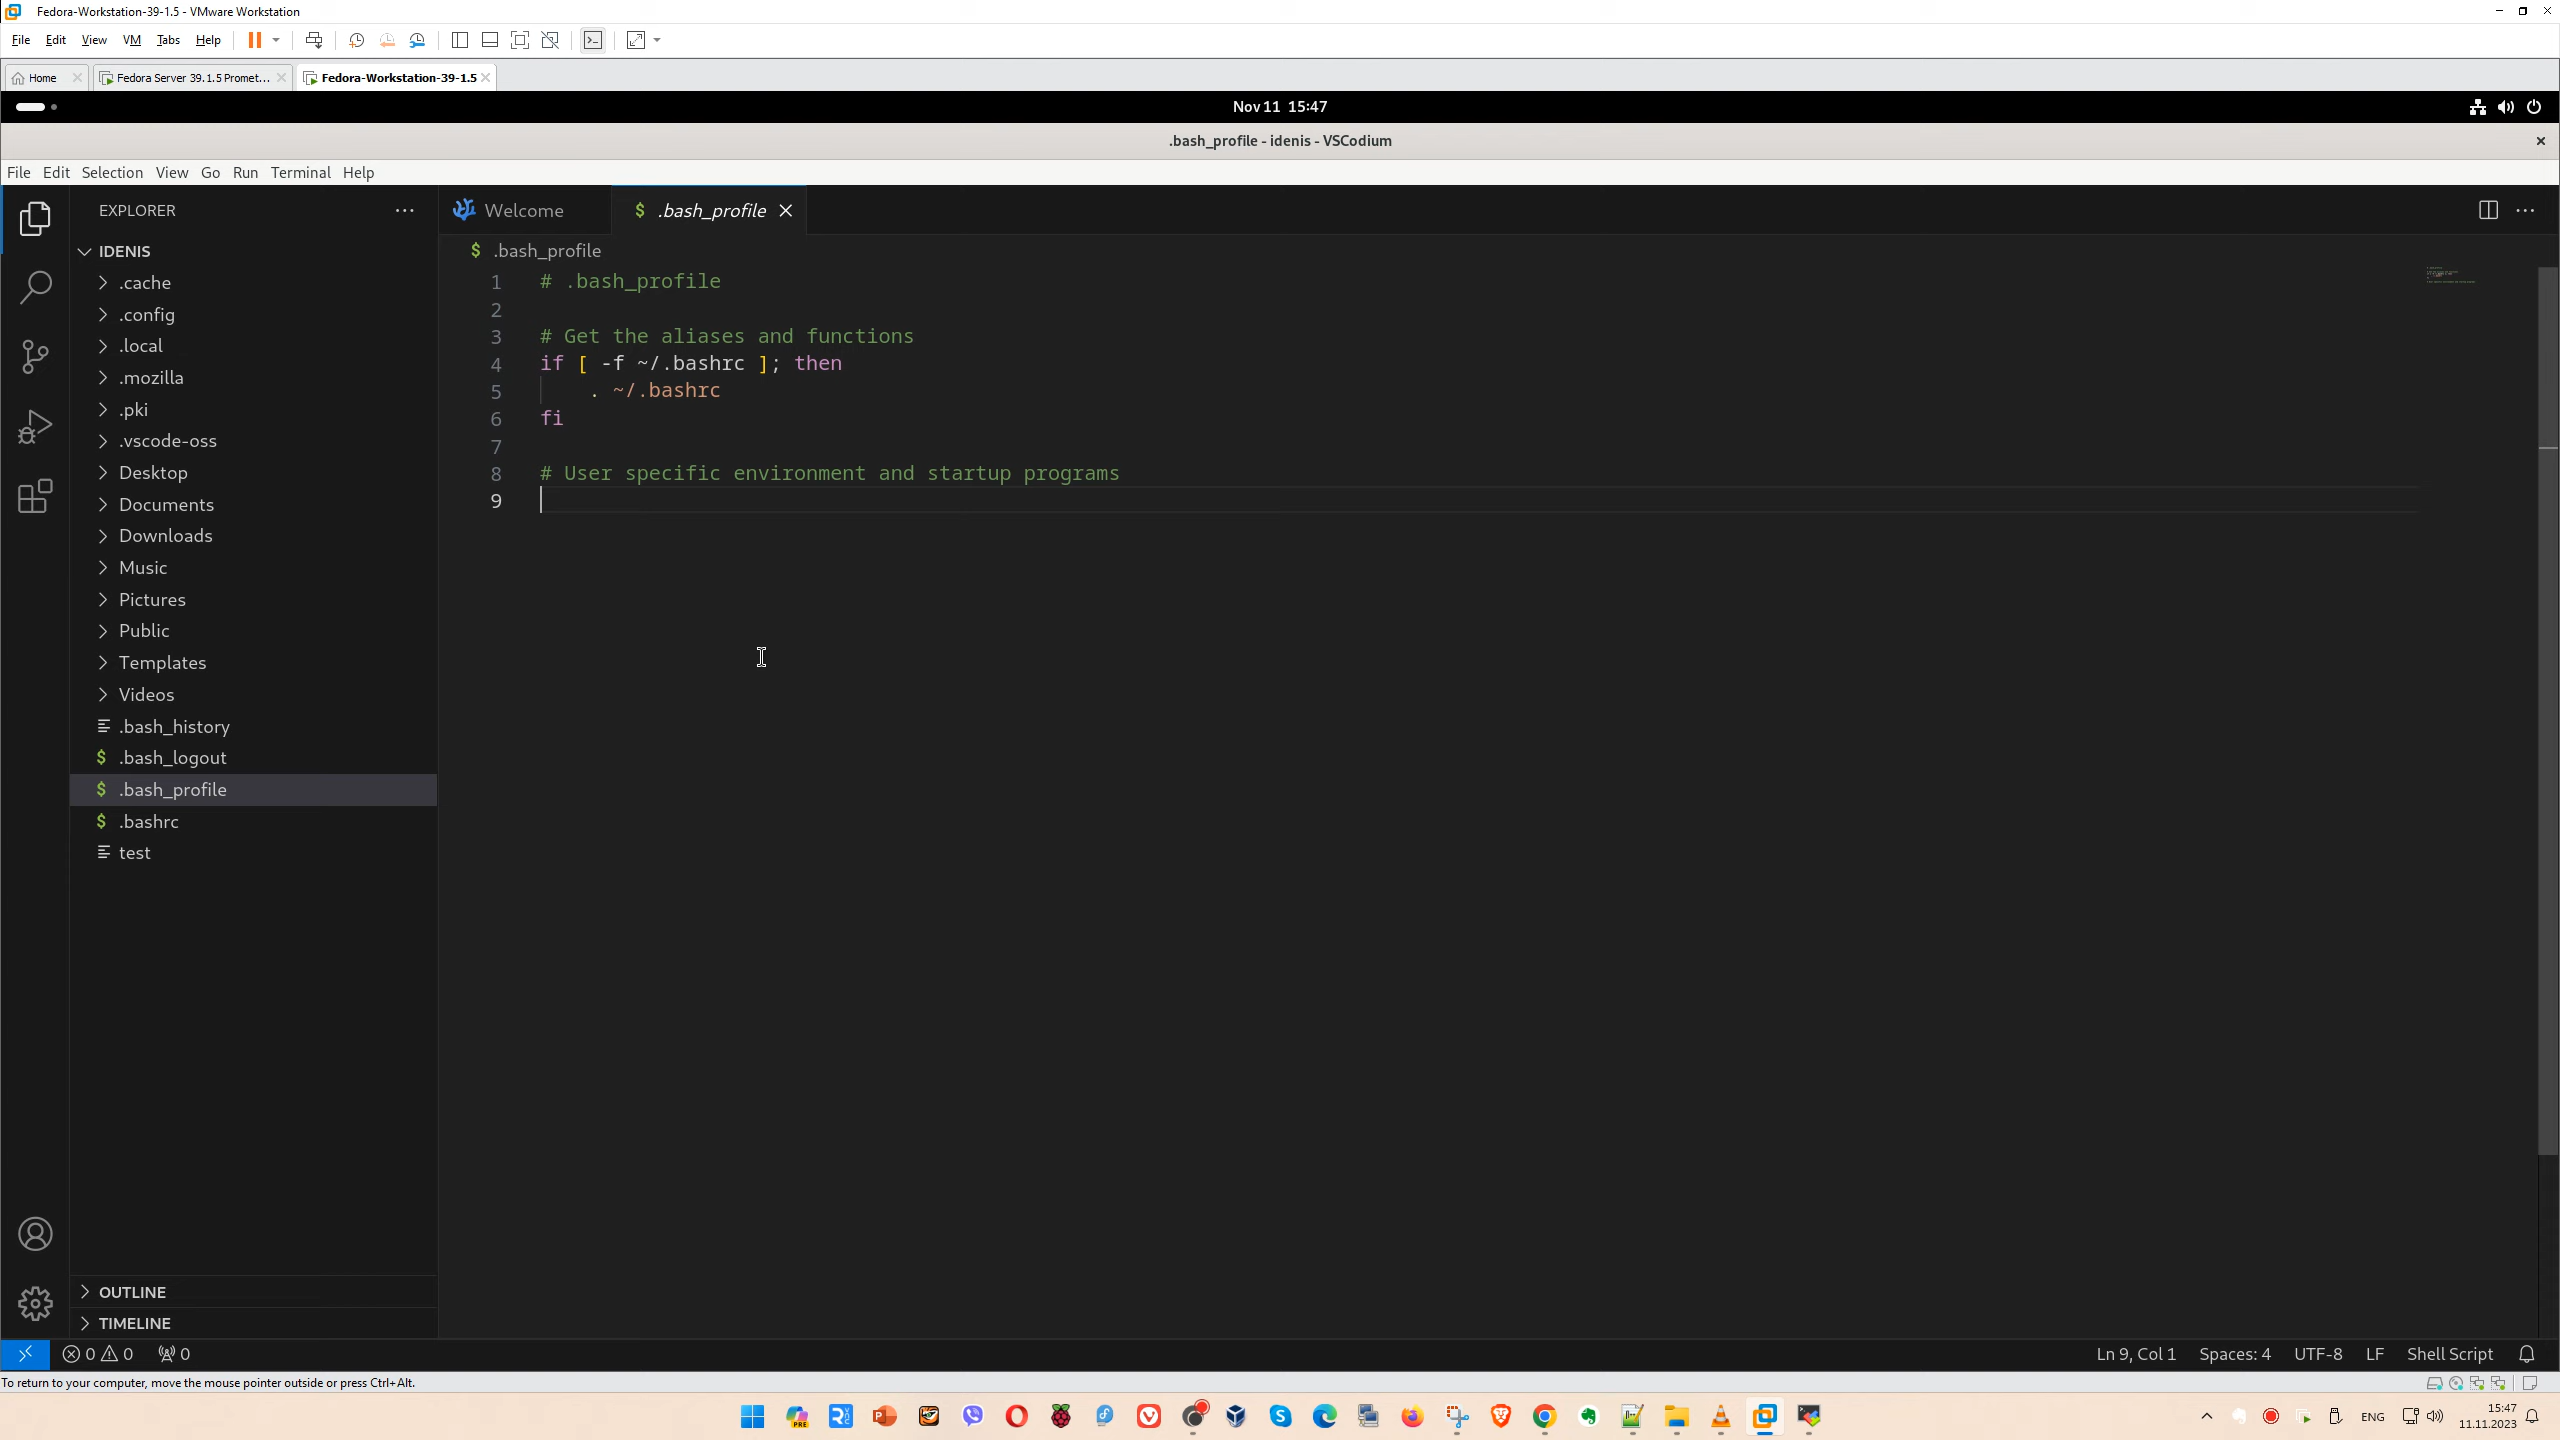 Fedora-Workstation-39-1.5 - VMware Workstation
File Edit View VM Tabs Help
Home Fedora Server 39.1.5 Promet... Fedora-Workstation-39-1.5
Nov 11 15:47
.bash_profile - idenis - VSCodium
File Edit Selection View Go Run Terminal Help
EXPLORER
IDENIS
.cache
.config
.local
.mozilla
.pki
.vscode-oss
Desktop
Documents
Downloads
Music
Pictures
Public
Templates
Videos
.bash_history
$ .bash_logout
$ .bash_profile
$ .bashrc
test
OUTLINE
TIMELINE
Welcome $ .bash_profile
$ .bash_profile
1 # .bash_profile
2
3 # Get the aliases and functions
4 if [ -f ~/.bashrc ]; then
5 . ~/.bashrc
6 fi
7
8 # User specific environment and startup programs
9
0 0 0
Ln 9, Col 1 Spaces: 4 UTF-8 LF Shell Script
To return to your computer, move the mouse pointer outside or press Ctrl+Alt.
PRE
ENG
15:47
11.11.2023